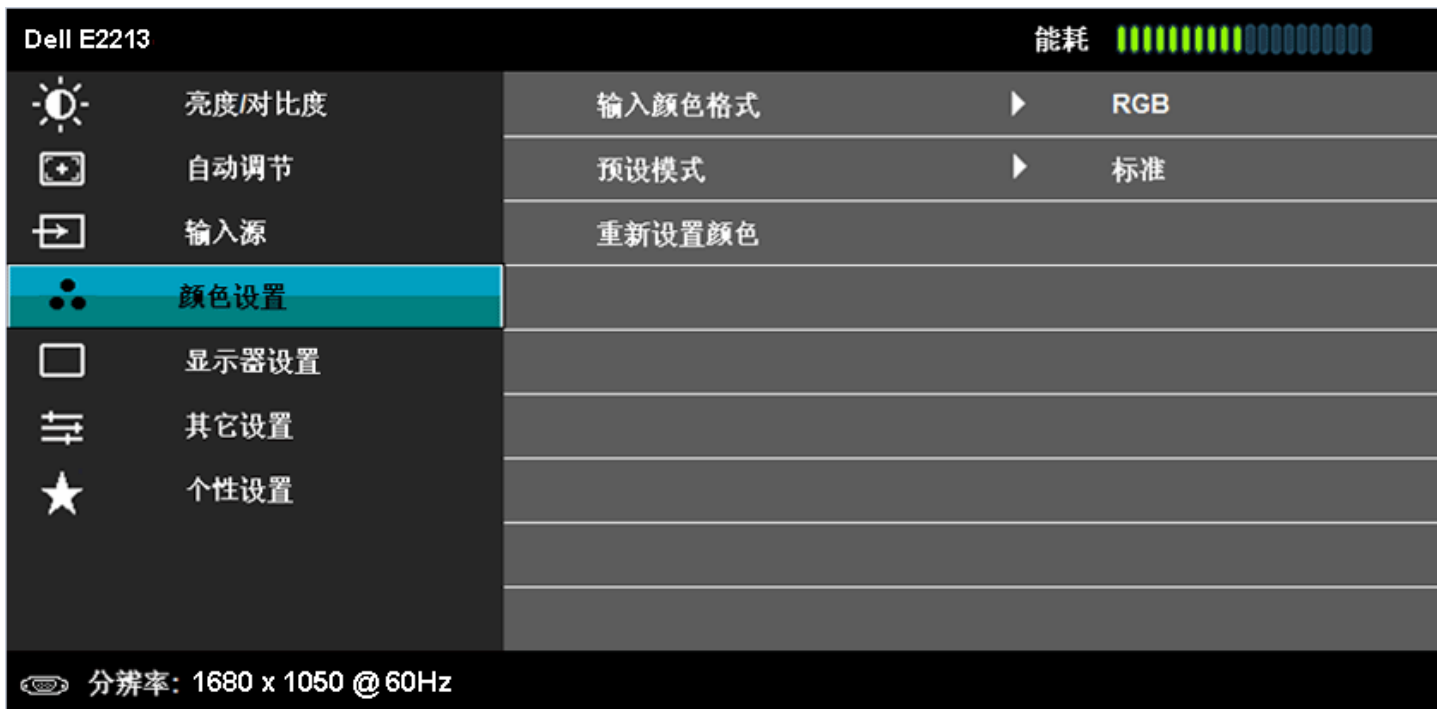 Dell E2213 能耗
亮度/对比度 输入颜色格式 RGB
自动调节 预设模式 标准
输入源 重新设置颜色
颜色设置
显示器设置
其它设置
个性设置
分辨率: 1680 x 1050 @ 60Hz